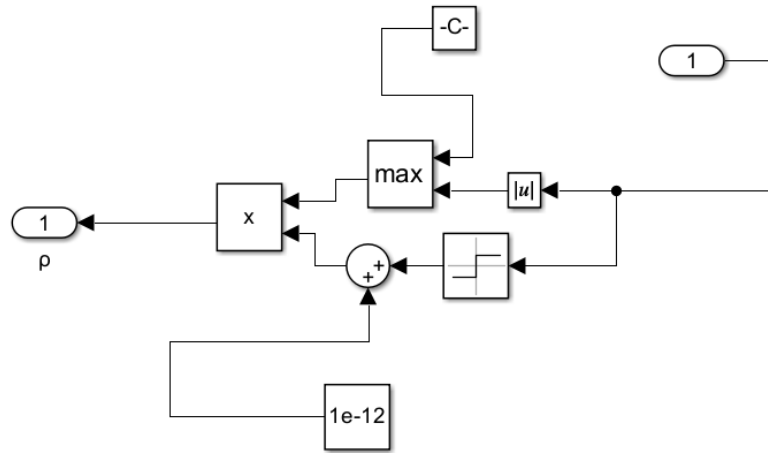 -C-
1
max
|u|
x
1
ρ
+
+
1e-12